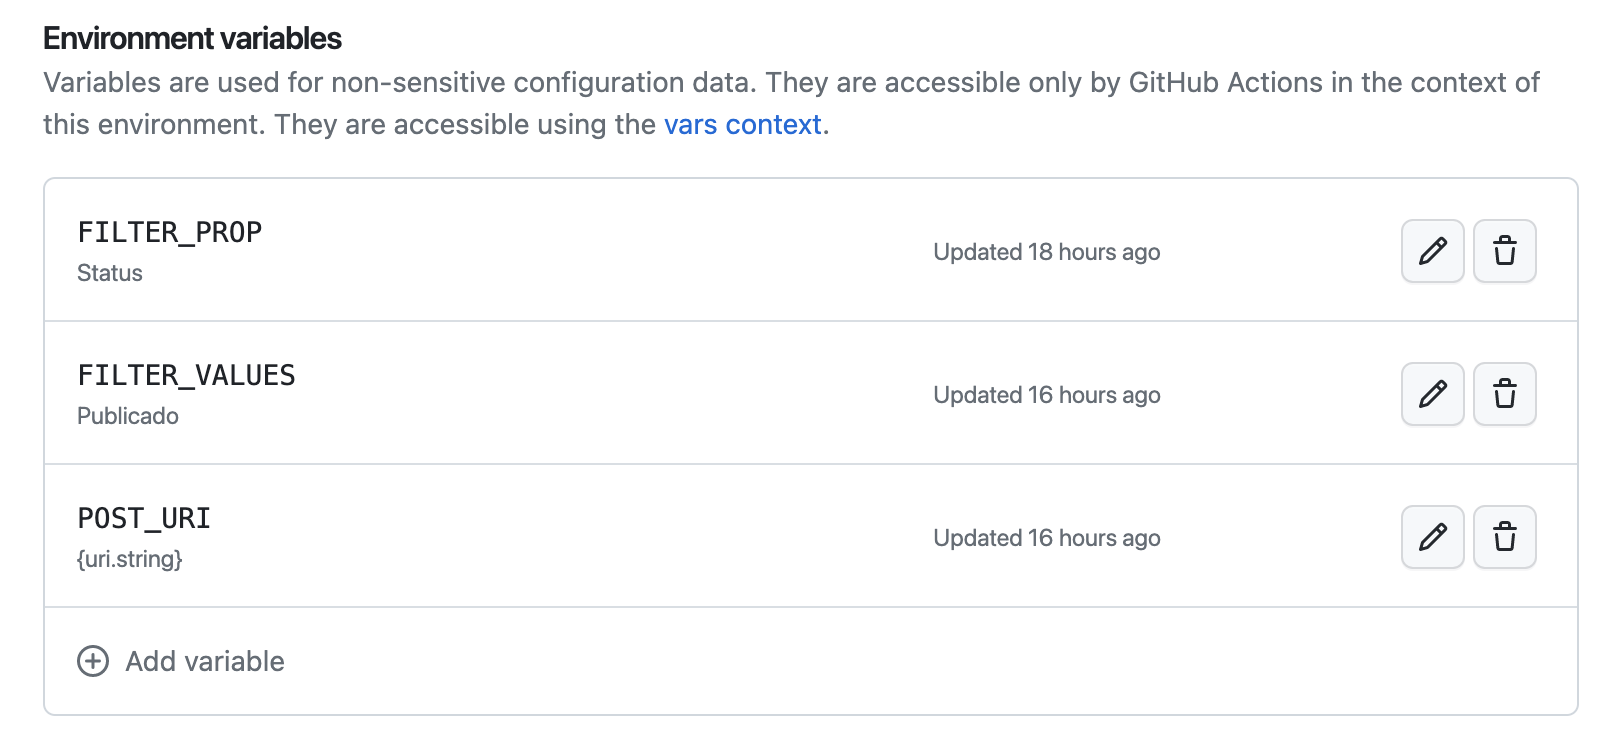 Environment variables
Variables are used for non-sensitive configuration data. They are accessible only by GitHub Actions in the context of
this environment. They are accessible using the vars context.
FILTER_PROP
Status
Updated 18 hours ago
FILTER_VALUES
Publicado
Updated 16 hours ago
POST_URI
{uri.string}
Updated 16 hours ago
Add variable